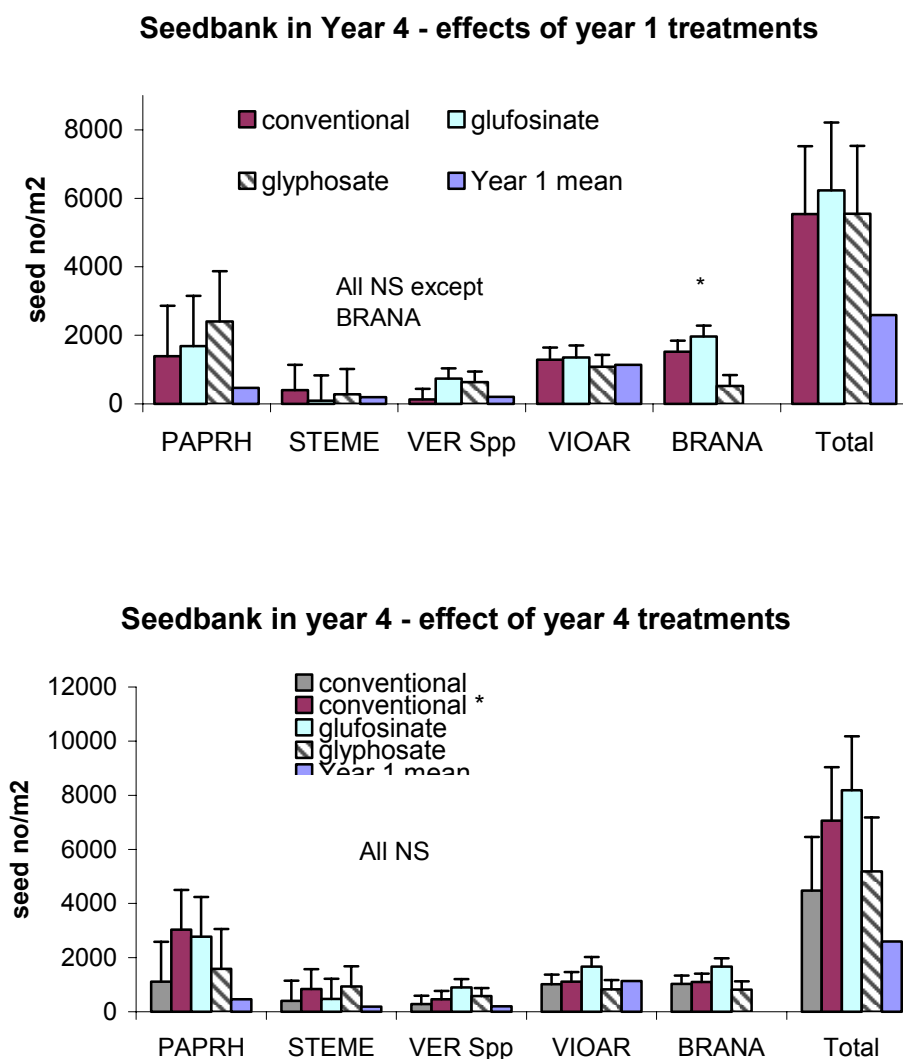 Seedbank in Year 4 - effects of year 1 treatments
8000
6000
4000
2000
0
seed no/m2
conventional glufosinate
glyphosate Year 1 mean
All NS except
BRANA
*
PAPRH STEME VER Spp VIOAR BRANA Total
Seedbank in year 4 - effect of year 4 treatments
12000
10000
8000
6000
4000
2000
0
seed no/m2
conventional
conventional *
glufosinate
glyphosate
Year 1 mean
All NS
PAPRH STEME VER Spp VIOAR BRANA Total